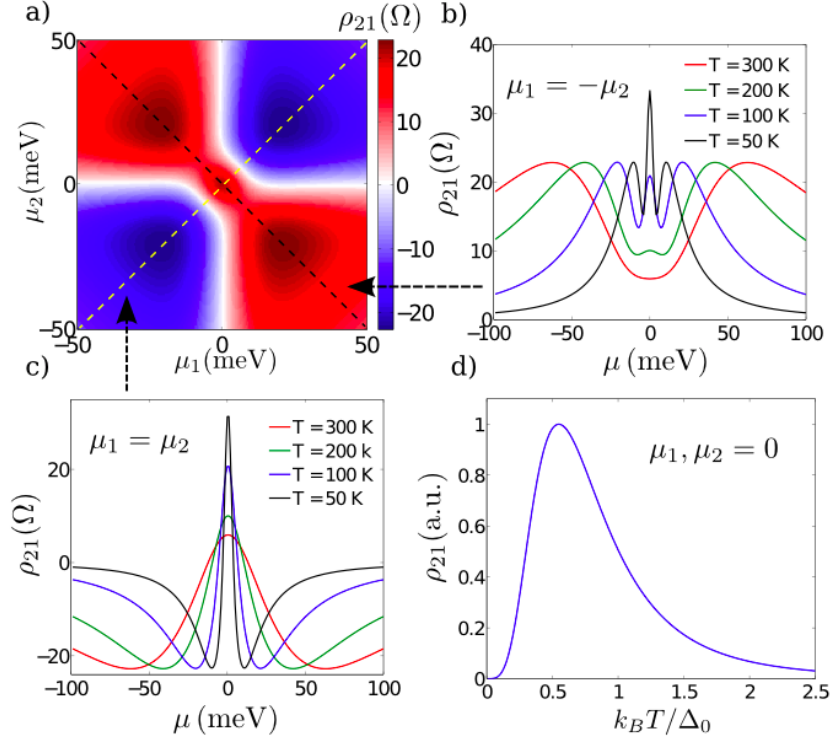 a)
ρ21(Ω)
50
0
−50
μ2(meV)
−50
0
50
μ1(meV)
20
10
0
−10
−20
b)
μ1 = −μ2
T = 300 K
T = 200 K
T = 100 K
T = 50 K
40
30
20
10
0
ρ21(Ω)
−100
−50
0
50
100
μ (meV)
c)
μ1 = μ2
T = 300 K
T = 200 k
T = 100 K
T = 50 K
20
0
−20
ρ21(Ω)
−100
−50
0
50
100
μ (meV)
d)
μ1, μ2 = 0
1
0.8
0.6
0.4
0.2
0
ρ21(a.u.)
0
0.5
1
1.5
2
2.5
kBT/Δ0